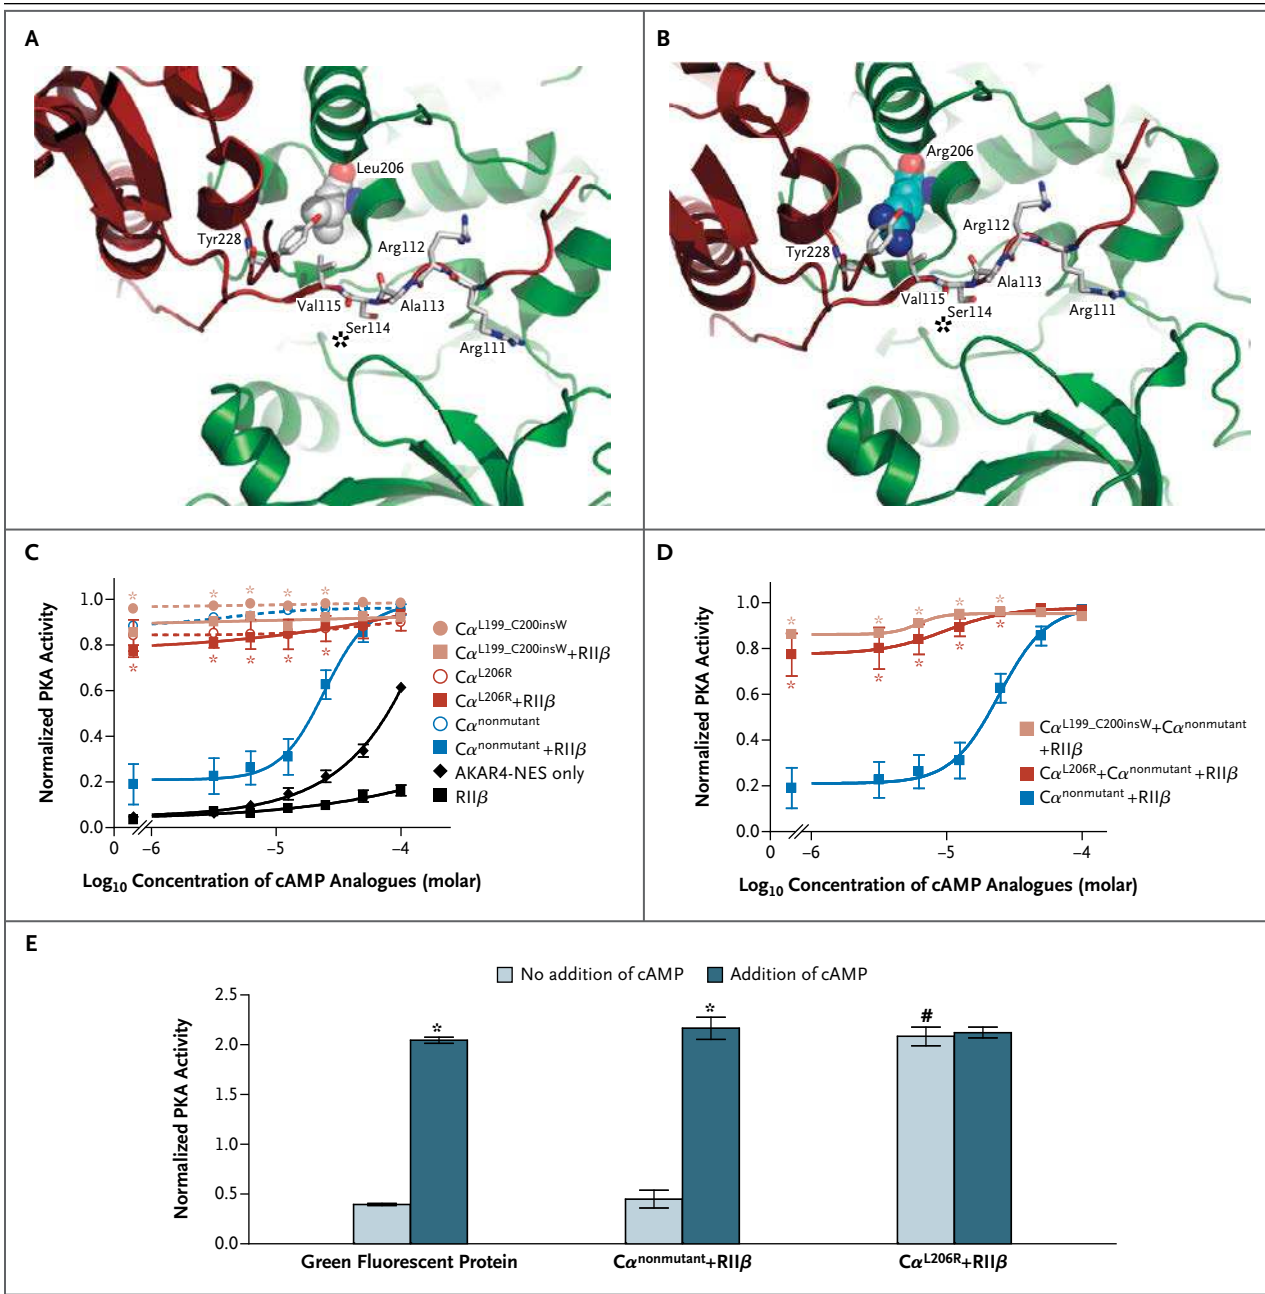 A
Leu206
Tyr228
Arg112
Val115
Ala113
Ser114
Arg111
B
Arg206
Arg112
Tyr228
Val115
Ala113
Ser114
Arg111
C
Normalized PKA Activity
1.0
0.8
0.6
0.4
0.2
0.0
0
−6
−5
−4
Log10 Concentration of cAMP Analogues (molar)
CαL199_C200insW
CαL199_C200insW+RIIβ
CαL206R
CαL206R+RIIβ
Cαnonmutant
Cαnonmutant+RIIβ
AKAR4-NES only
RIIβ
D
Normalized PKA Activity
1.0
0.8
0.6
0.4
0.2
0.0
0
−6
−5
−4
Log10 Concentration of cAMP Analogues (molar)
CαL199_C200insW+Cαnonmutant
+RIIβ
CαL206R+Cαnonmutant+RIIβ
Cαnonmutant+RIIβ
E
No addition of cAMP
Addition of cAMP
Normalized PKA Activity
2.5
2.0
1.5
1.0
0.5
0.0
*
*
#
Green Fluorescent Protein
Cαnonmutant+RIIβ
CαL206R+RIIβ